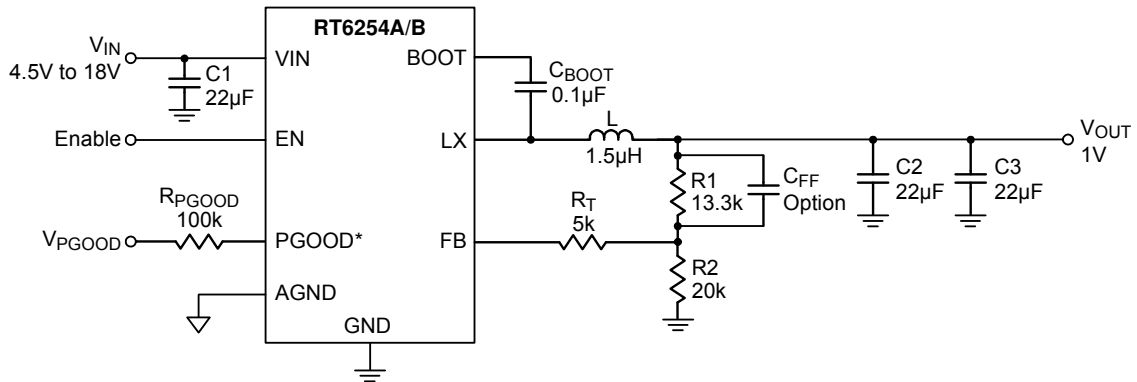 RT6254A/B
VIN
4.5V to 18V
C1
22µF
VIN
BOOT
CBOOT
0.1µF
Enable
EN
LX
L
1.5µH
VOUT
1V
C2
22µF
C3
22µF
R1
13.3k
CFF
Option
RPGOOD
100k
RT
5k
VPGOOD
PGOOD*
FB
R2
20k
AGND
GND